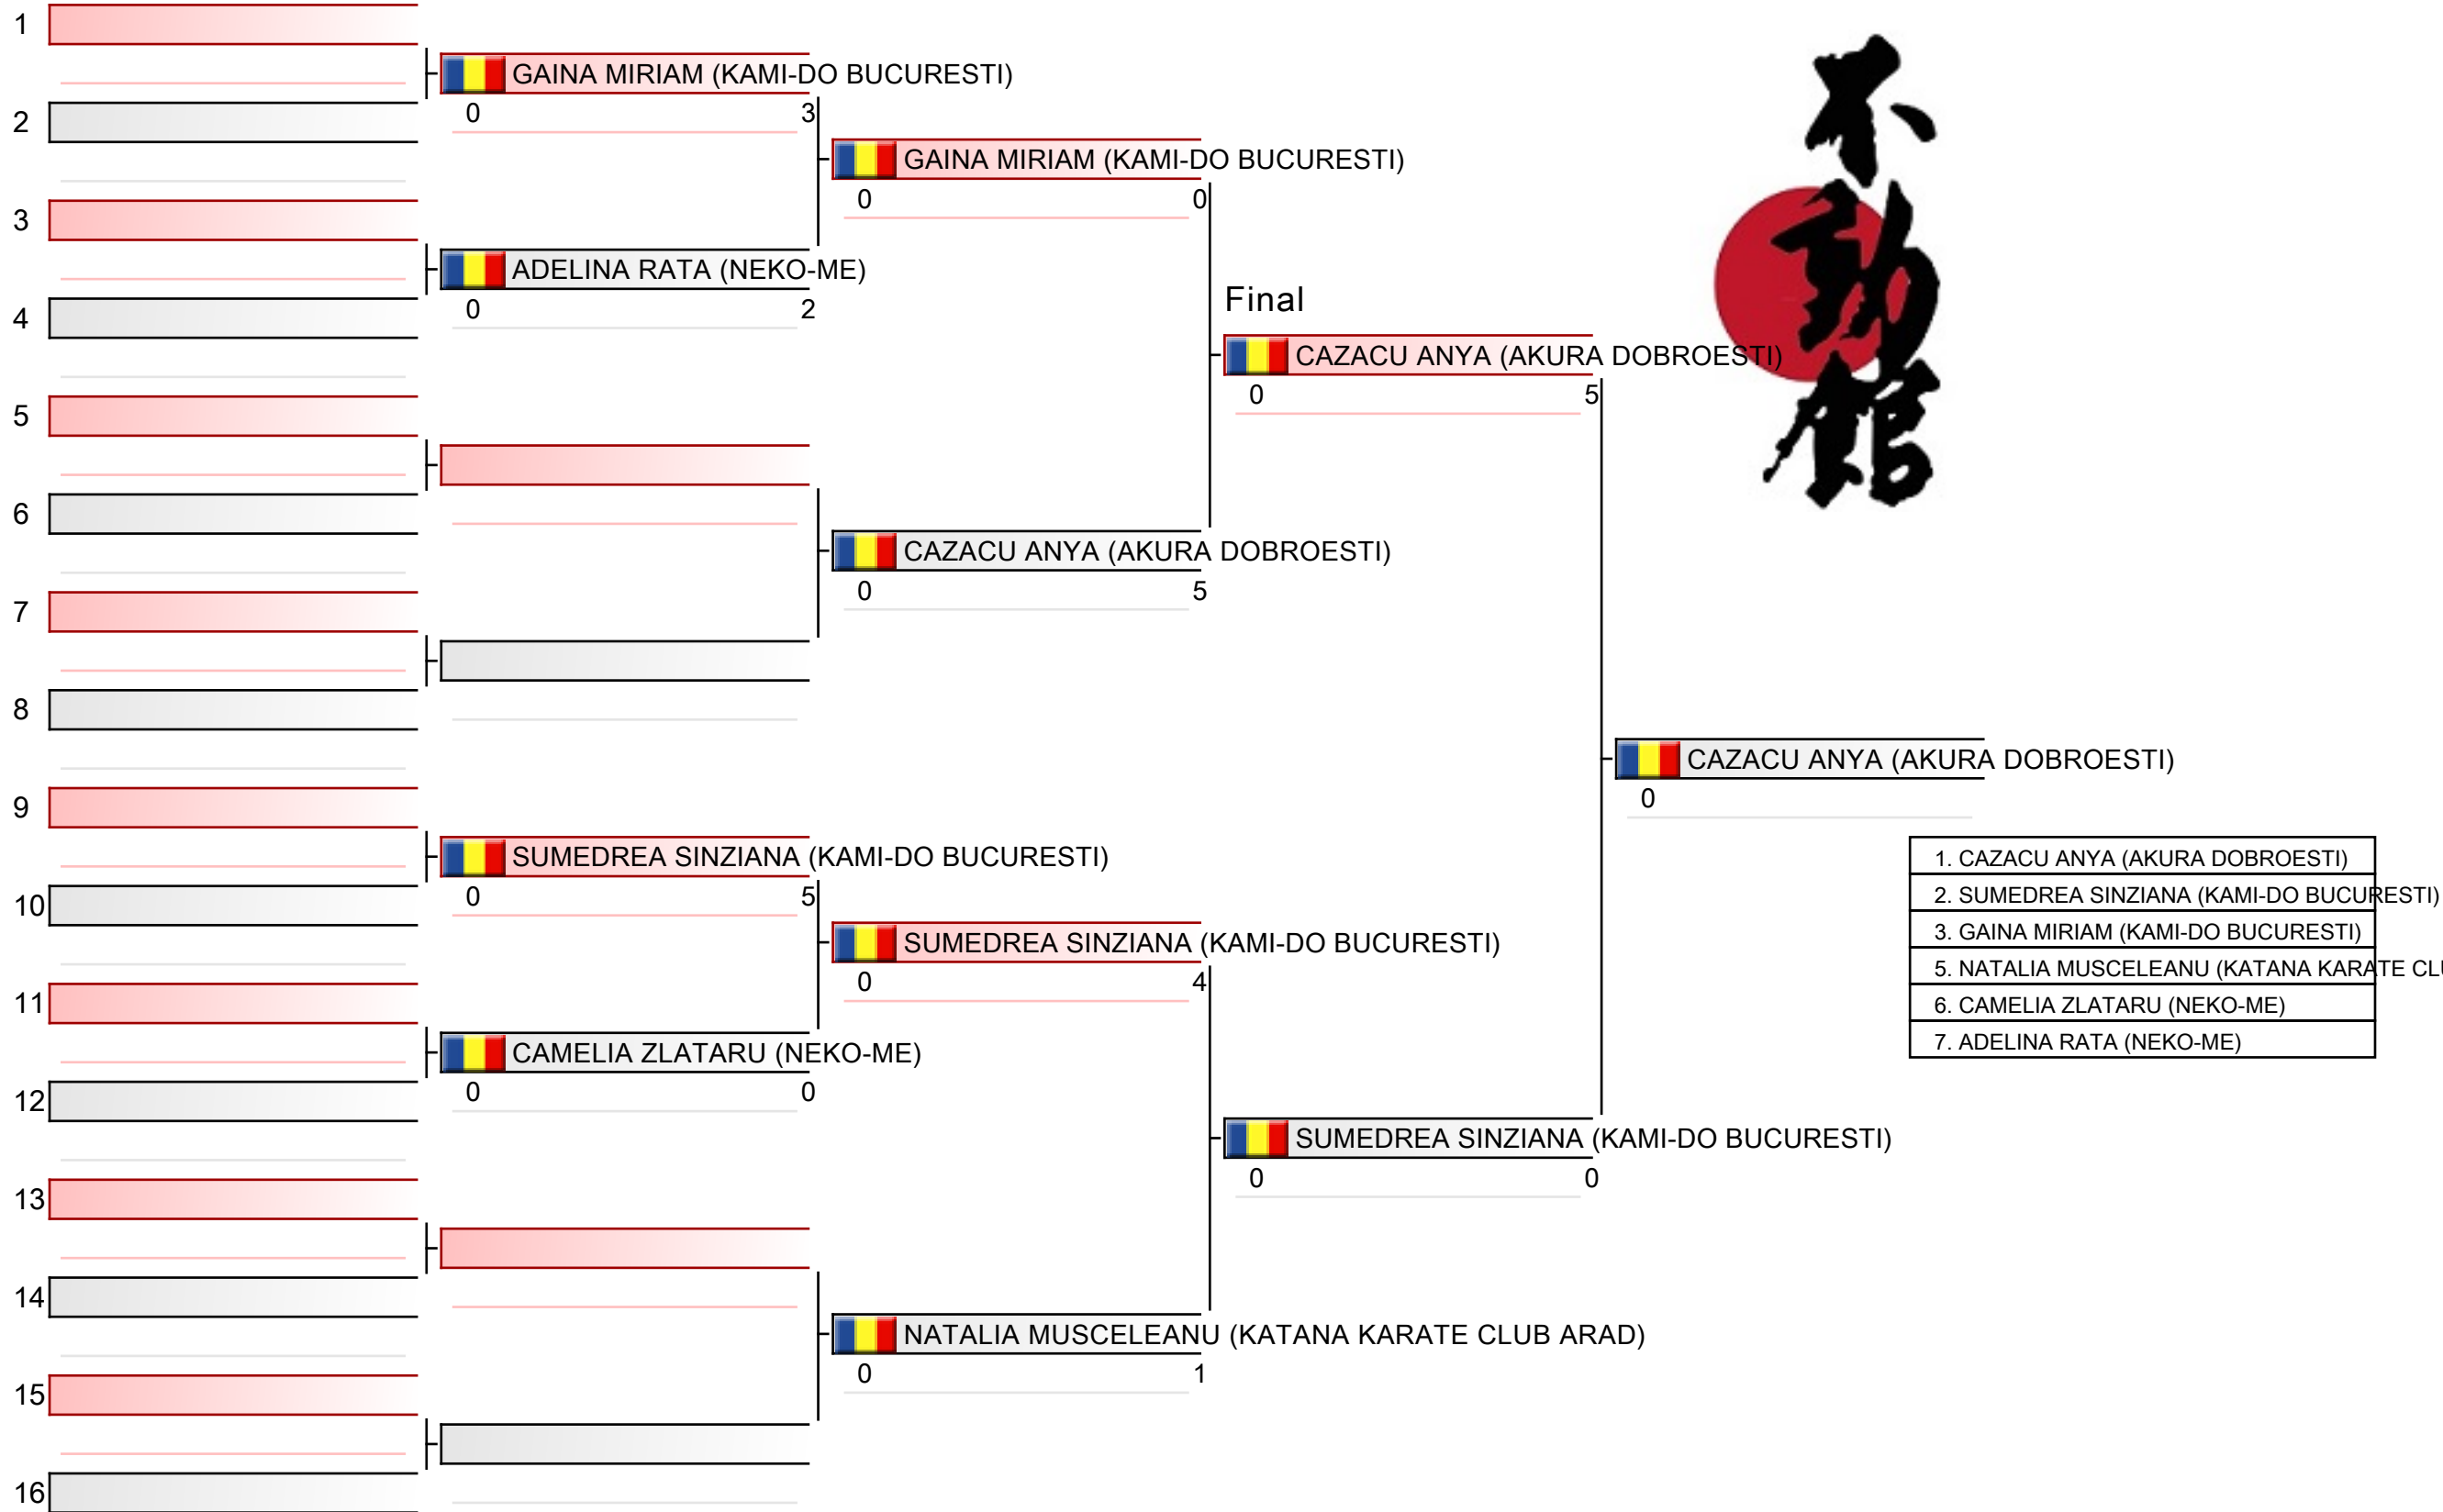 1
GAINA MIRIAM (KAMI-DO BUCURESTI)
0 3
2
GAINA MIRIAM (KAMI-DO BUCURESTI)
0 0
3
ADELINA RATA (NEKO-ME)
0 2
4
Final
CAZACU ANYA (AKURA DOBROESTI)
0 5
5
6
CAZACU ANYA (AKURA DOBROESTI)
0 5
7
8
CAZACU ANYA (AKURA DOBROESTI)
0
9
SUMEDREA SINZIANA (KAMI-DO BUCURESTI)
0 5
10
SUMEDREA SINZIANA (KAMI-DO BUCURESTI)
0 4
11
CAMELIA ZLATARU (NEKO-ME)
0 0
12
SUMEDREA SINZIANA (KAMI-DO BUCURESTI)
0 0
13
14
NATALIA MUSCELEANU (KATANA KARATE CLUB ARAD)
0 1
15
16
1. CAZACU ANYA (AKURA DOBROESTI)
2. SUMEDREA SINZIANA (KAMI-DO BUCURESTI)
3. GAINA MIRIAM (KAMI-DO BUCURESTI)
5. NATALIA MUSCELEANU (KATANA KARATE CLU
6. CAMELIA ZLATARU (NEKO-ME)
7. ADELINA RATA (NEKO-ME)
不動館